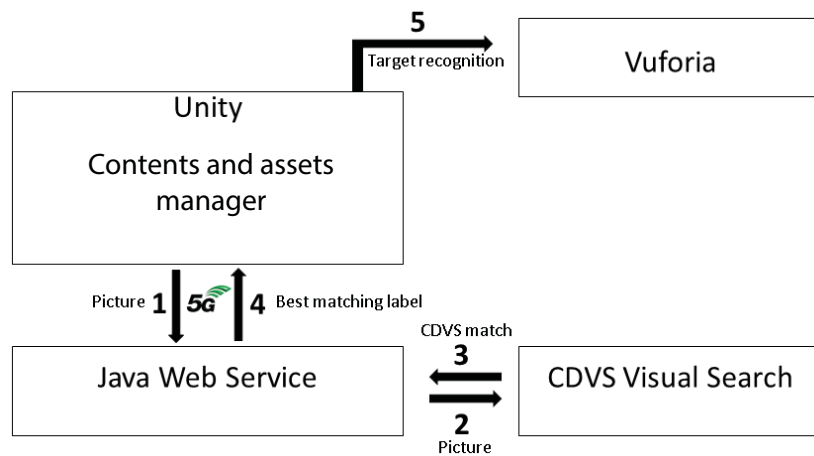 5
Target recognition
Vuforia
Unity
Contents and assets
manager
Picture 1 5G 4 Best matching label
CDVS match
3
Java Web Service
CDVS Visual Search
2
Picture